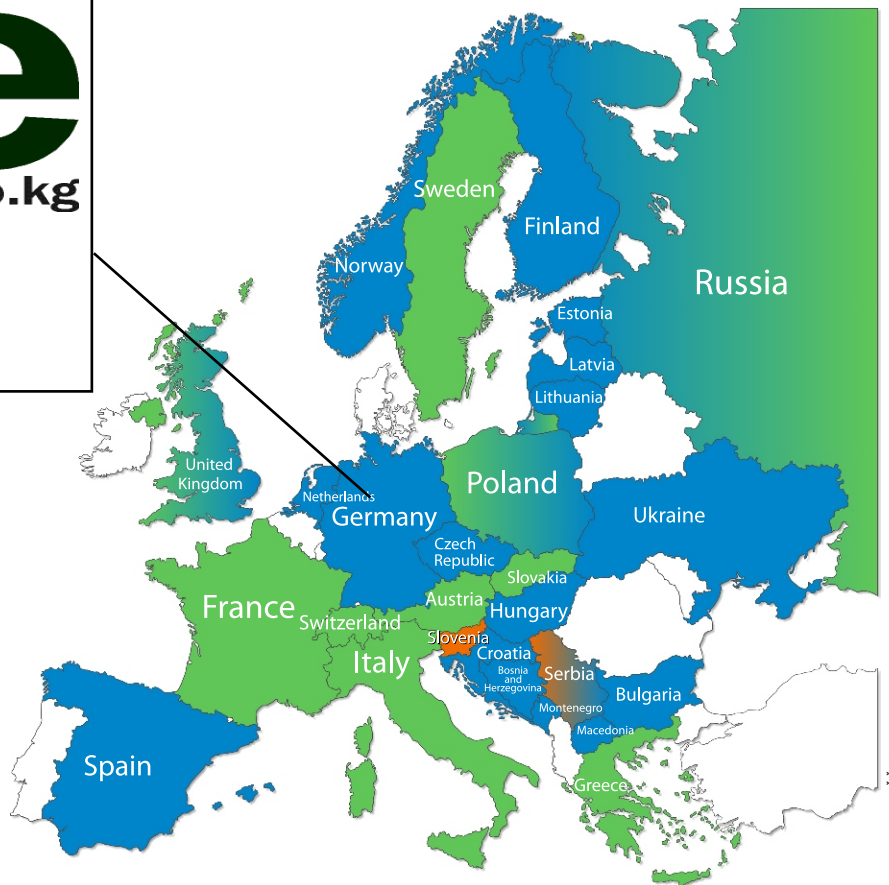 e
.kg
Sweden
Finland
Norway
Russia
Estonia
Latvia
Lithuania
United
Kingdom
Netherlands
Germany
Poland
Ukraine
Czech
Republic
Slovakia
France
Austria
Hungary
Switzerland
Slovenia
Italy
Croatia
Bosnia
and
Herzegovina
Serbia
Montenegro
Bulgaria
Macedonia
Spain
Greece